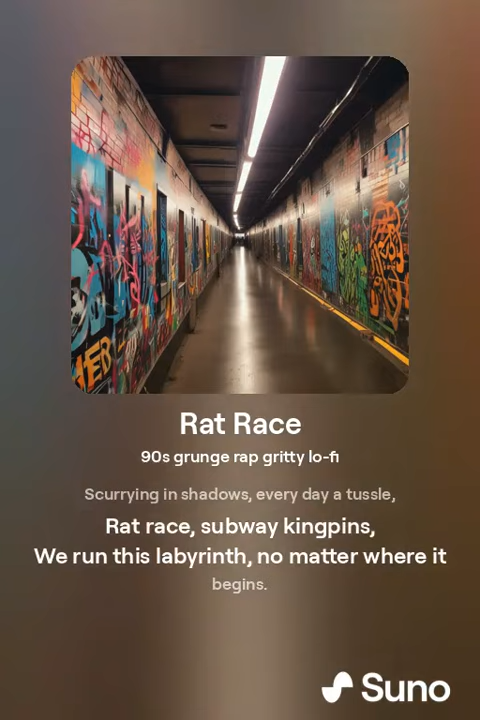 Rat Race
90s grunge rap gritty lo-fi
Scurrying in shadows, every day a tussle,
Rat race, subway kingpins,
We run this labyrinth, no matter where it
begins.
Suno